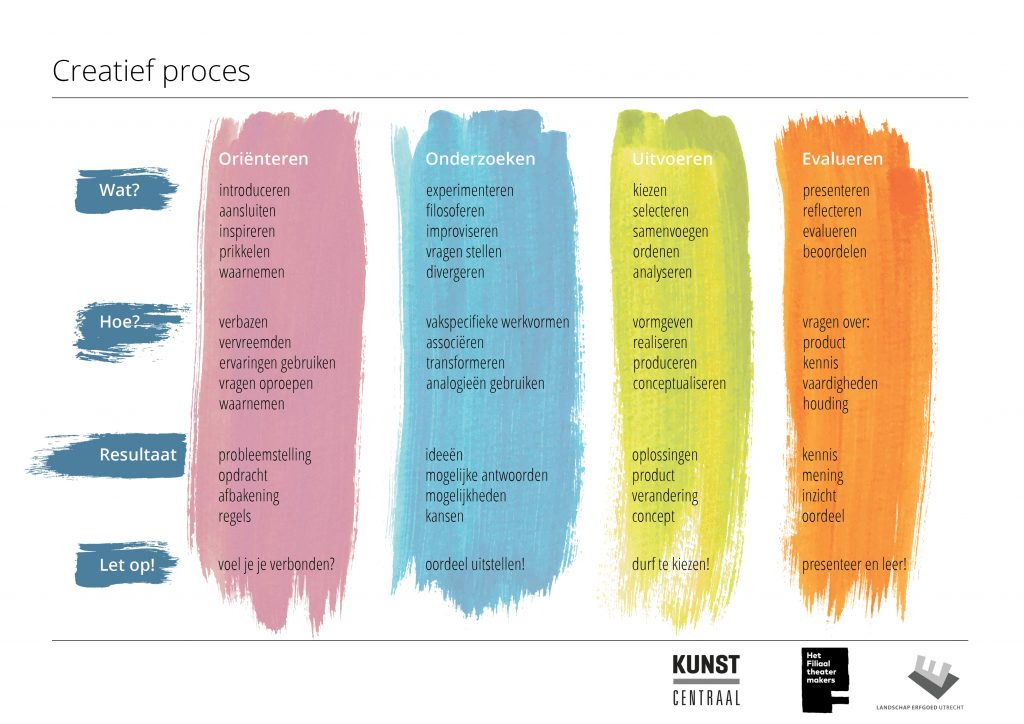 Creatief proces
Oriënteren
Onderzoeken
Uitvoeren
Evalueren
Wat?
introduceren
aansluiten
inspireren
prikkelen
waarnemen
experimenteren
filosoferen
improviseren
vragen stellen
divergeren
kiezen
selecteren
samenvoegen
ordenen
analyseren
presenteren
reflecteren
evalueren
beoordelen
Hoe?
verbazen
vervreemden
ervaringen gebruiken
vragen oproepen
waarnemen
vakspecifieke werkvormen
associëren
transformeren
analogieën gebruiken
vormgeven
realiseren
produceren
conceptualiseren
vragen over:
product
kennis
vaardigheden
houding
Resultaat
probleemstelling
opdracht
afbakening
regels
ideeën
mogelijke antwoorden
mogelijkheden
kansen
oplossingen
product
verandering
concept
kennis
mening
inzicht
oordeel
Let op!
voel je je verbonden?
oordeel uitstellen!
durf te kiezen!
presenteer en leer!
KUNST
CENTRAAL
Het
Filiaal
theater
makers
LANDSCHAP ERFGOED UTRECHT